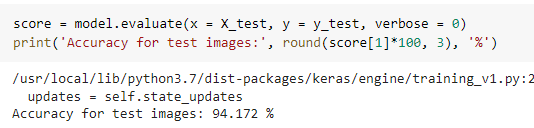 score = model.evaluate(x = X_test, y = y_test, verbose = 0)
print('Accuracy for test images:', round(score[1]*100, 3), '%')
/usr/local/lib/python3.7/dist-packages/keras/engine/training_v1.py:2
updates = self.state_updates
Accuracy for test images: 94.172 %